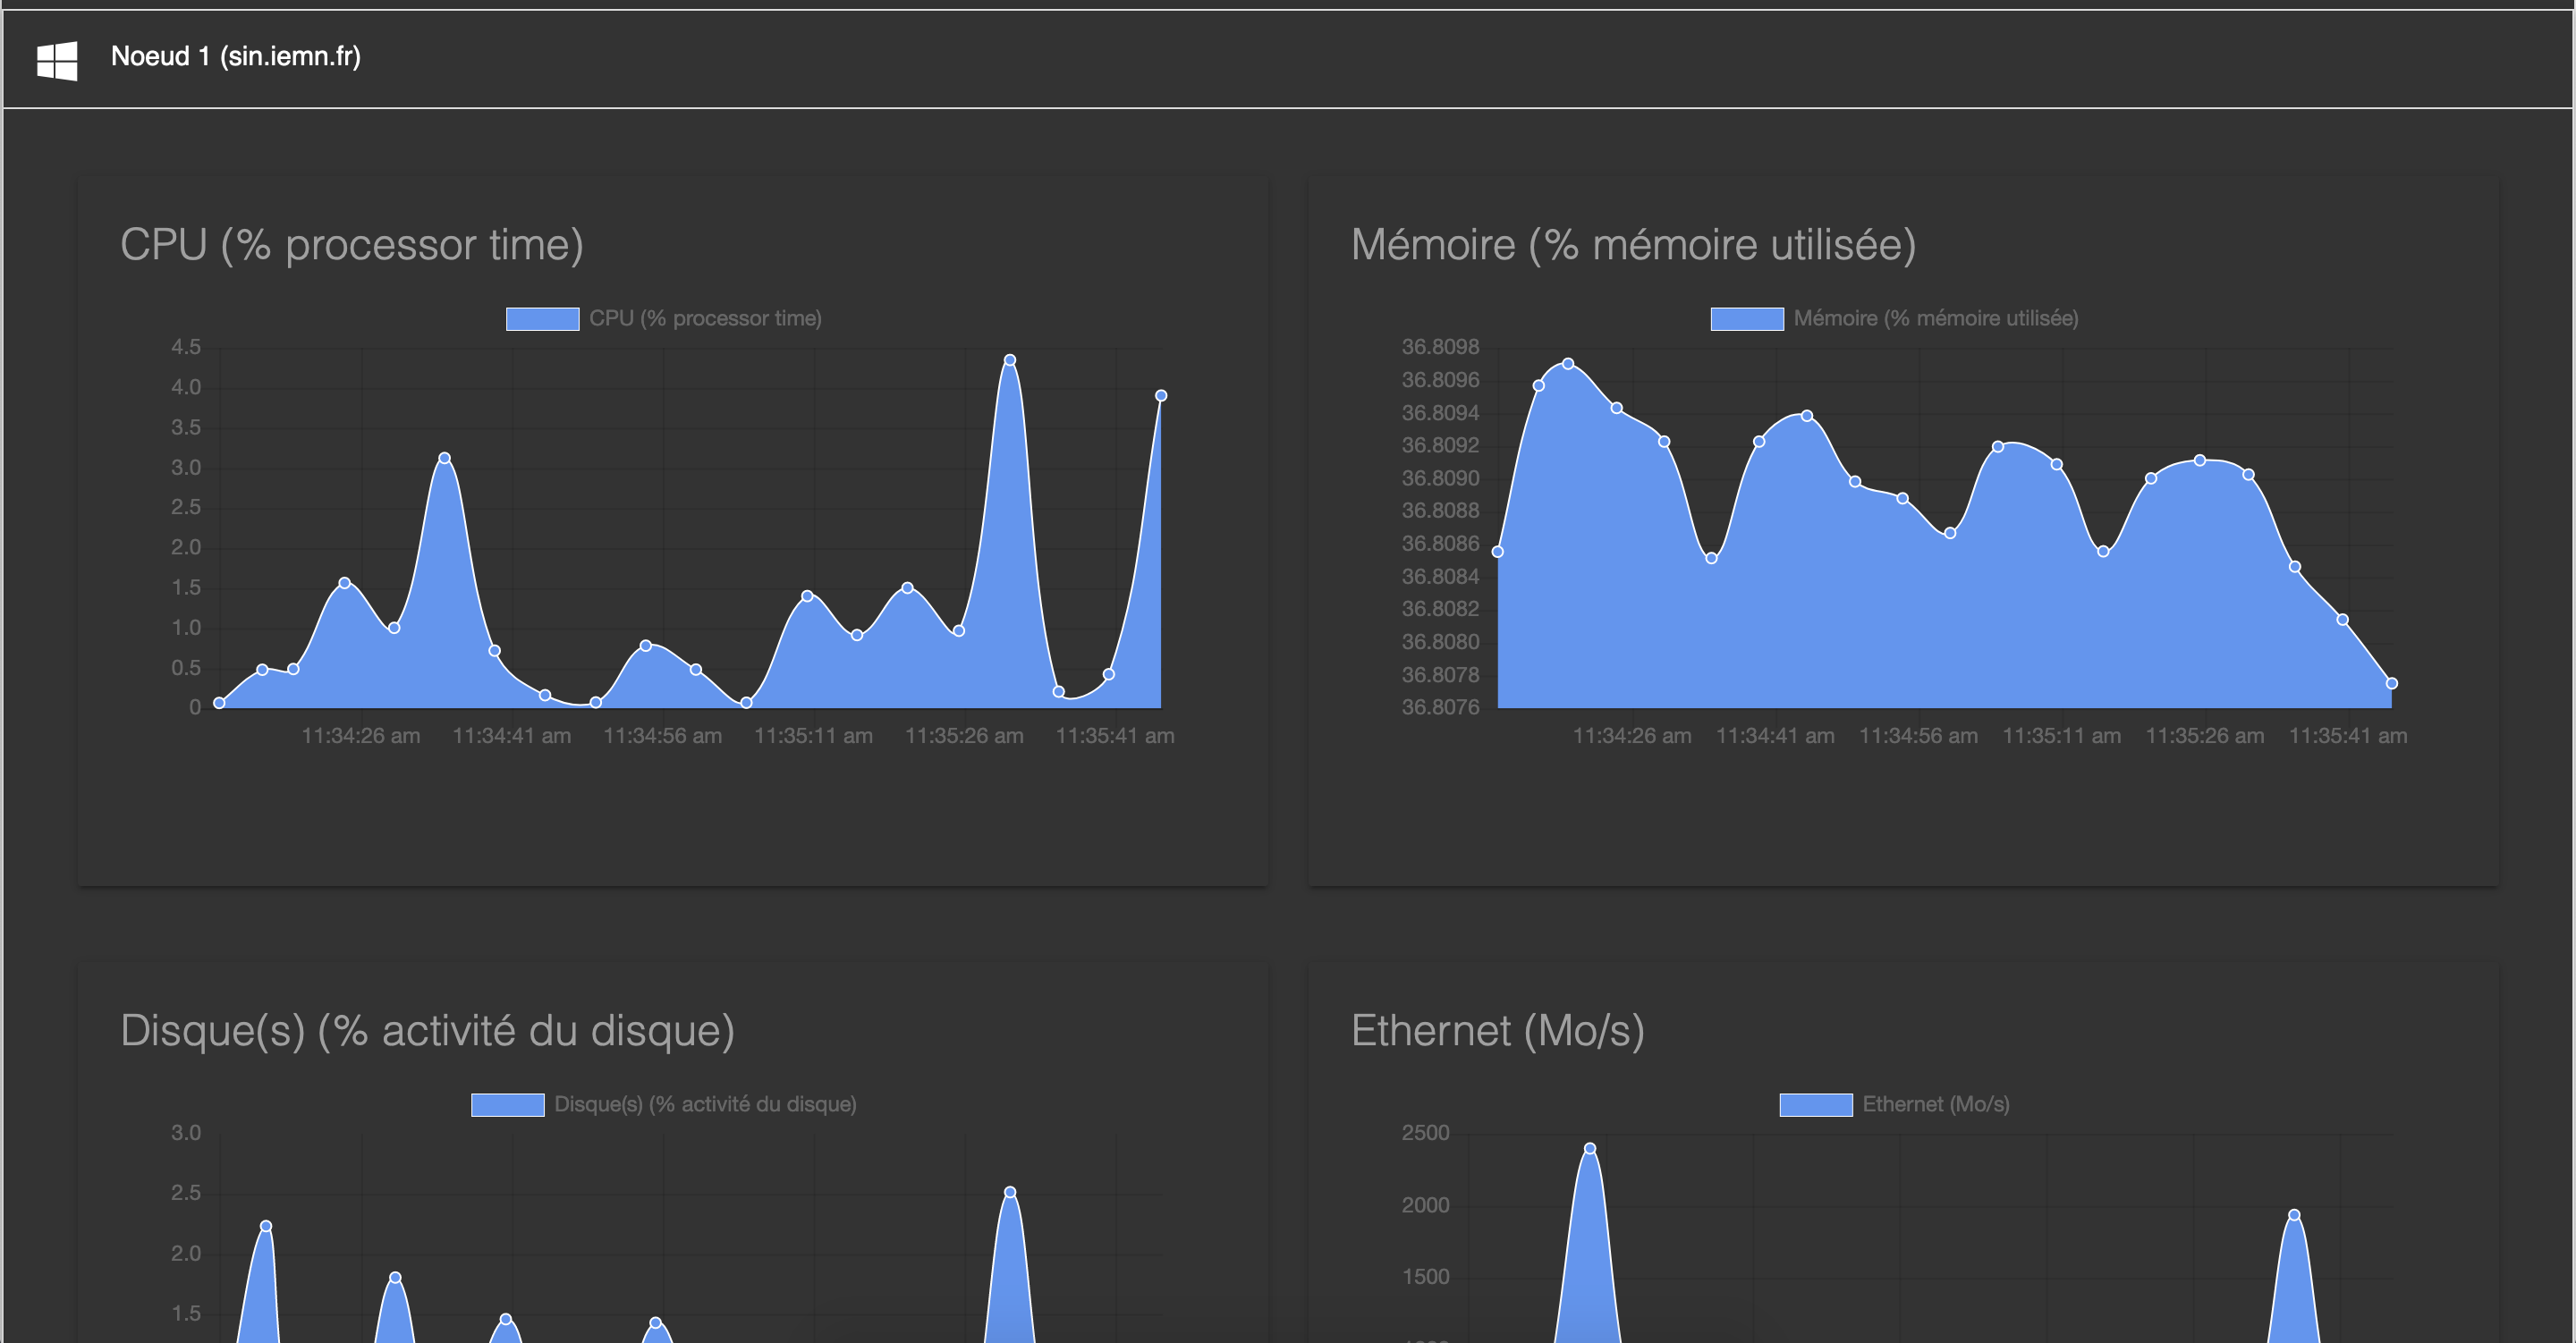 Noeud 1 (sin.iemn.fr)
CPU (% processor time)
CPU (% processor time)
4.5
4.0
3.5
3.0
2.5
2.0
1.5
1.0
0.5
0
11:34:26 am 11:34:41 am 11:34:56 am 11:35:11 am 11:35:26 am 11:35:41 am
Mémoire (% mémoire utilisée)
Mémoire (% mémoire utilisée)
36.8098
36.8096
36.8094
36.8092
36.8090
36.8088
36.8086
36.8084
36.8082
36.8080
36.8078
36.8076
11:34:26 am 11:34:41 am 11:34:56 am 11:35:11 am 11:35:26 am 11:35:41 am
Disque(s) (% activité du disque)
Disque(s) (% activité du disque)
3.0
2.5
2.0
1.5
Ethernet (Mo/s)
Ethernet (Mo/s)
2500
2000
1500